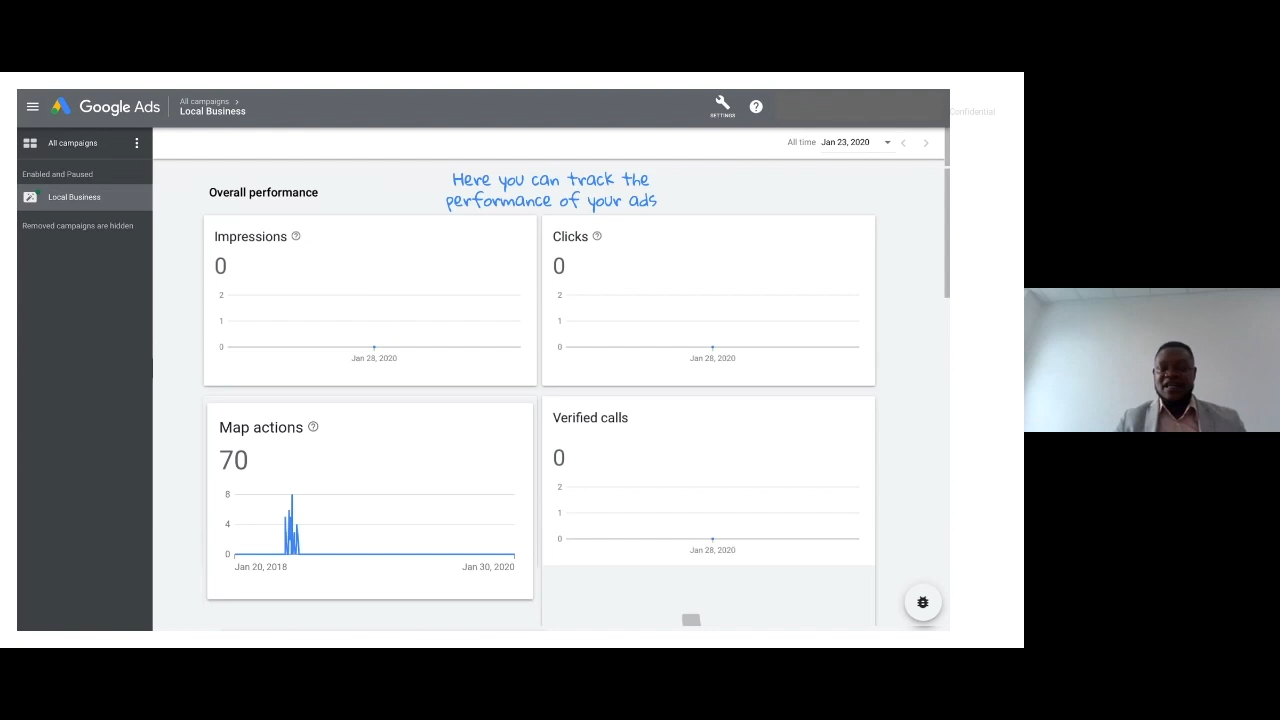 Google Ads
All campaigns >
Local Business
SETTINGS
Confidential
All campaigns
All time Jan 23, 2020
Enabled and Paused
Local Business
Removed campaigns are hidden
Overall performance
Here you can track the
performance of your ads
Impressions
0
2
1
0
Jan 28, 2020
Clicks
0
2
1
0
Jan 28, 2020
Map actions
70
8
4
0
Jan 20, 2018
Jan 30, 2020
Verified calls
0
2
1
0
Jan 28, 2020